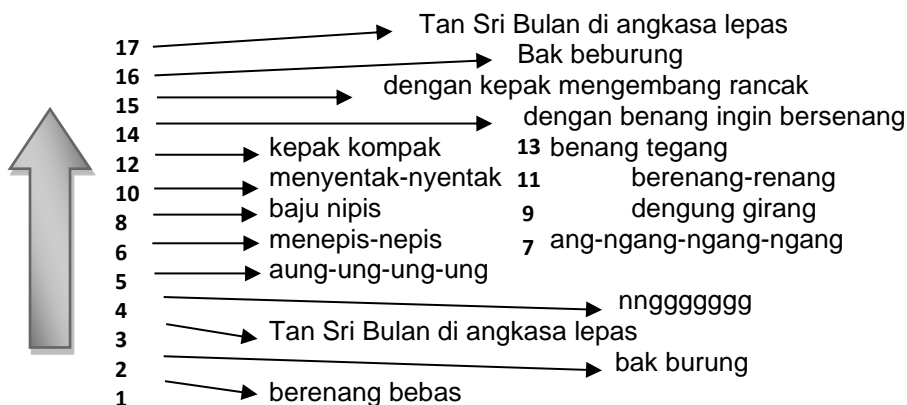 17 Tan Sri Bulan di angkasa lepas
16 Bak beburung
15 dengan kepak mengembang rancak
14 dengan benang ingin bersenang
12 kepak kompak 13 benang tegang
10 menyentak-nyentak 11 berenang-renang
8 baju nipis 9 dengung girang
6 menepis-nepis 7 ang-ngang-ngang-ngang
5 aung-ung-ung-ung
4 nnggggggg
3 Tan Sri Bulan di angkasa lepas
2 bak burung
1 berenang bebas